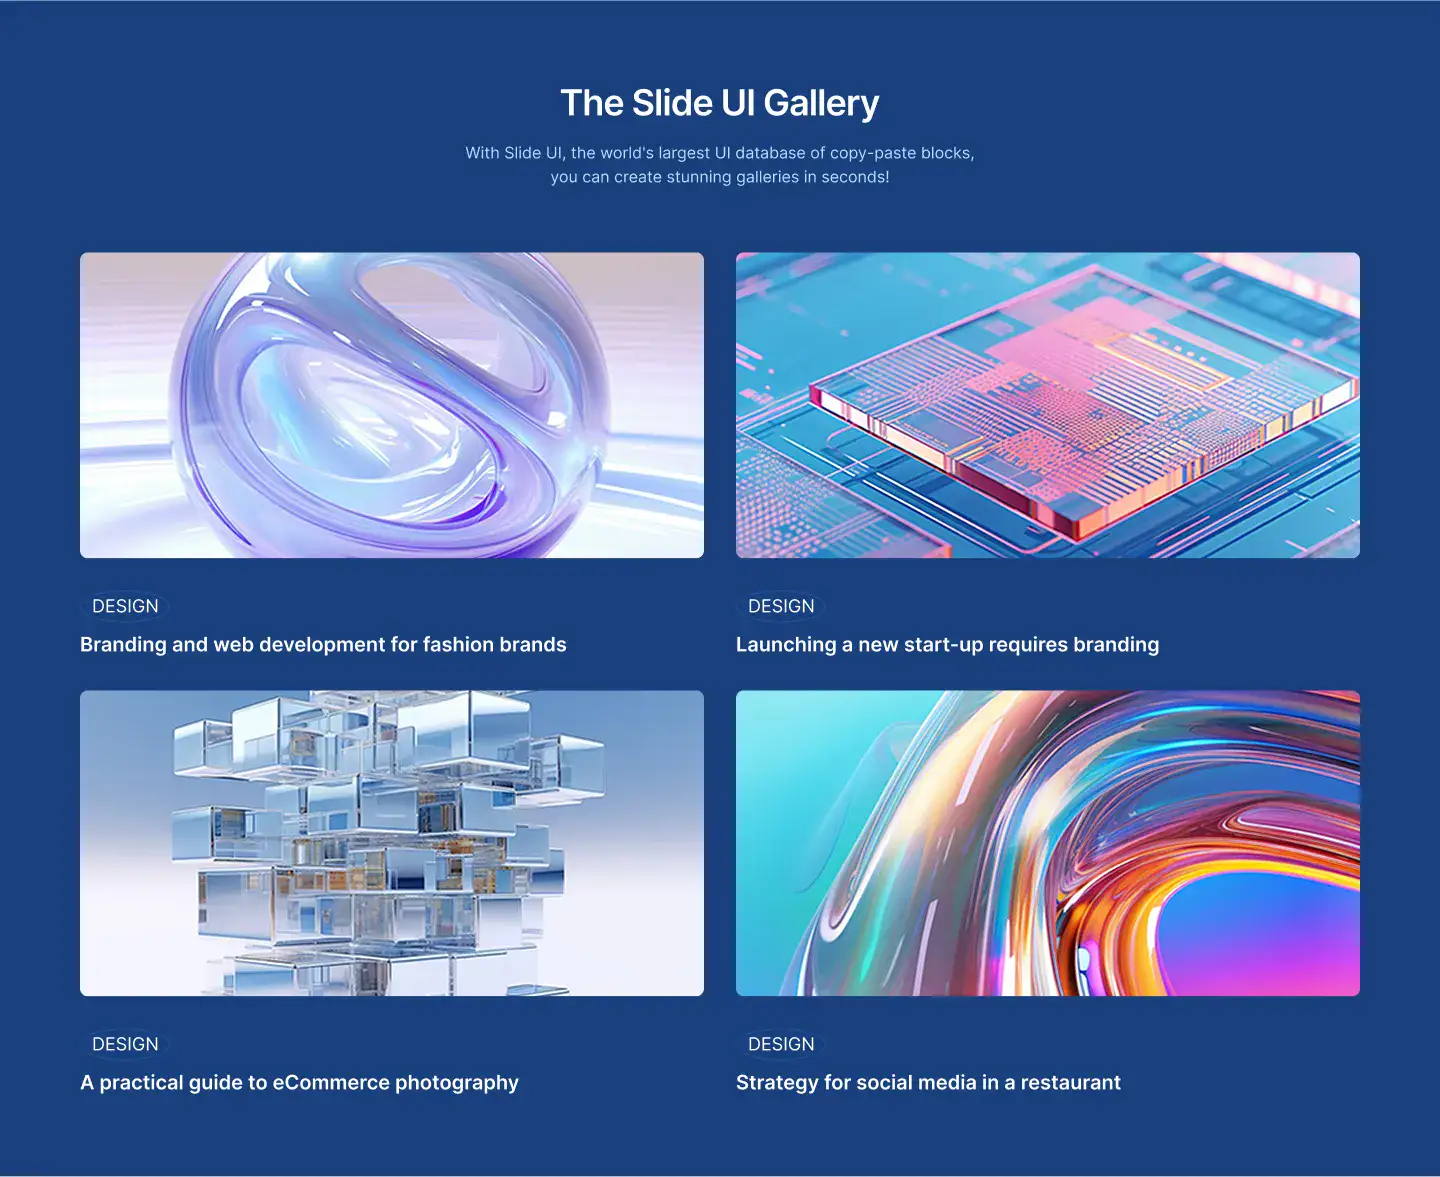 The Slide UI Gallery
With Slide UI, the world's largest UI database of copy-paste blocks,
you can create stunning galleries in seconds!
DESIGN
Branding and web development for fashion brands
DESIGN
Launching a new start-up requires branding
DESIGN
A practical guide to eCommerce photography
DESIGN
Strategy for social media in a restaurant